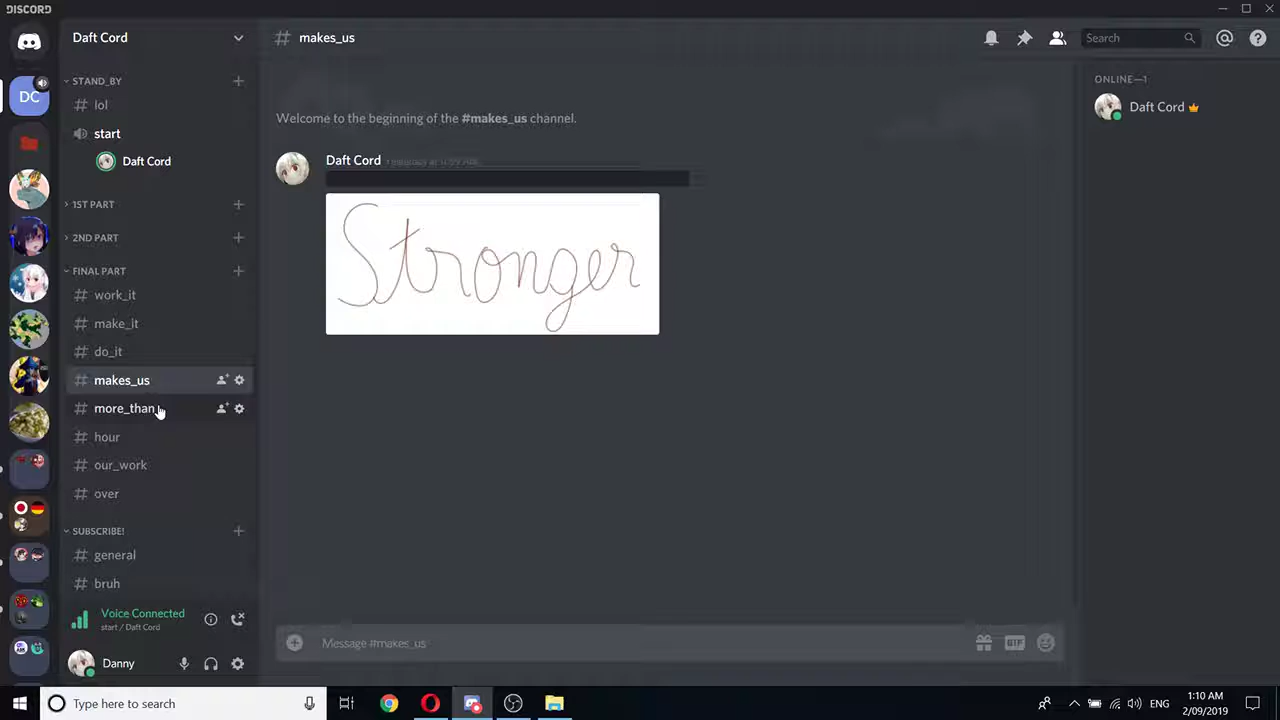 DISCORD
Daft Cord
STAND_BY
lol
start
Daft Cord
1ST PART
2ND PART
FINAL PART
work_it
make_it
do_it
makes_us
more_than
hour
our_work
over
SUBSCRIBE!
general
bruh
Voice Connected
start / Daft Cord
Danny
DC
# makes_us
Search
Welcome to the beginning of the #makes_us channel.
Daft Cord
Stronger
Message #makes_us
GIF
ONLINE—1
Daft Cord
Type here to search
ENG
1:10 AM
2/09/2019